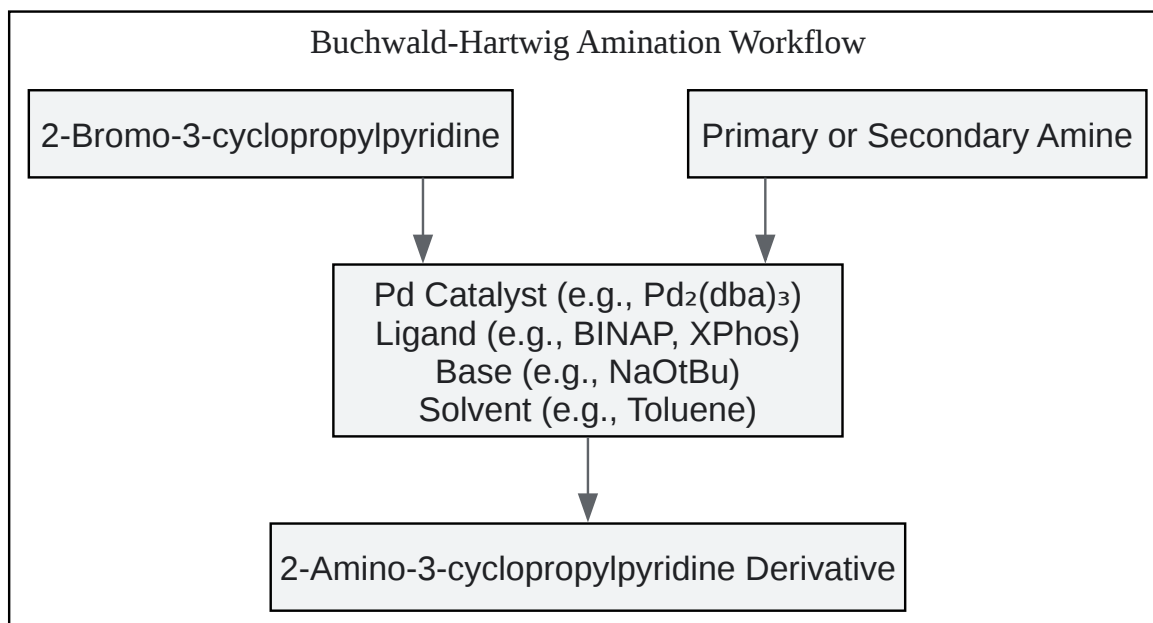 Buchwald-Hartwig Amination Workflow
2-Bromo-3-cyclopropylpyridine
Primary or Secondary Amine
Pd Catalyst (e.g., Pd₂(dba)₃)
Ligand (e.g., BINAP, XPhos)
Base (e.g., NaOtBu)
Solvent (e.g., Toluene)
2-Amino-3-cyclopropylpyridine Derivative